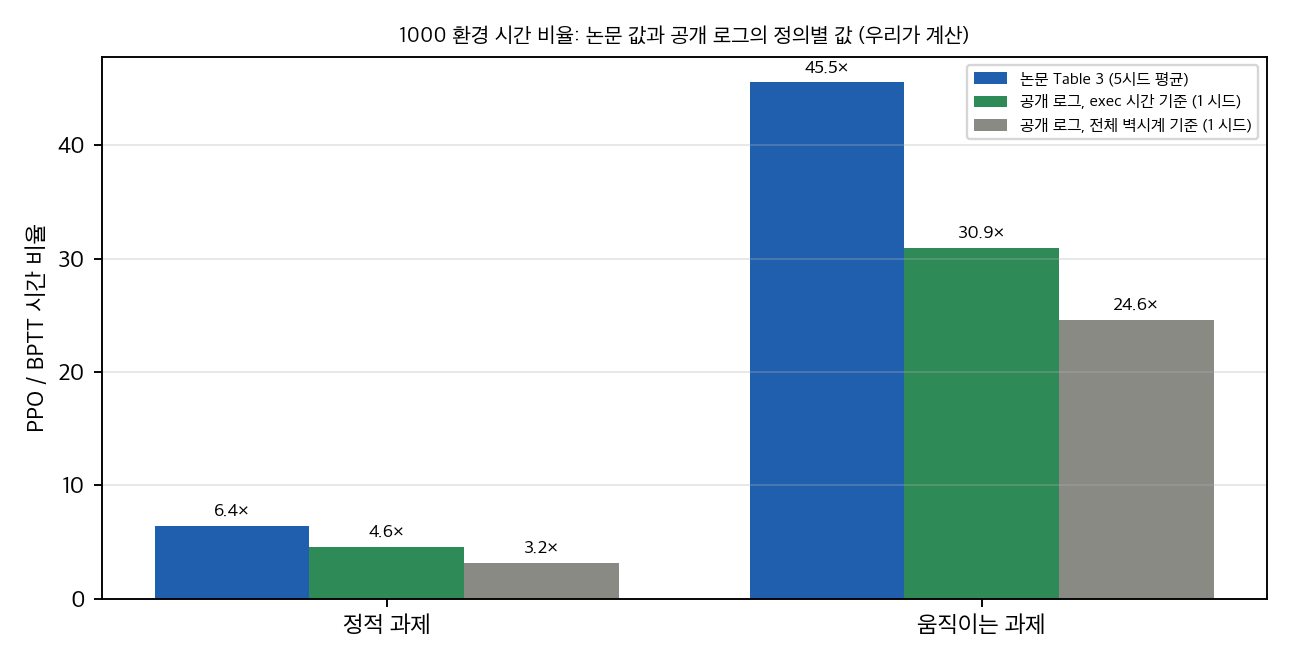 1000 환경 시간 비율: 논문 값과 공개 로그의 정의별 값 (우리가 계산)
PPO / BPTT 시간 비율
40
30
20
10
0
논문 Table 3 (5시드 평균)
공개 로그, exec 시간 기준 (1 시드)
공개 로그, 전체 벽시계 기준 (1 시드)
6.4×
4.6×
3.2×
45.5×
30.9×
24.6×
정적 과제
움직이는 과제